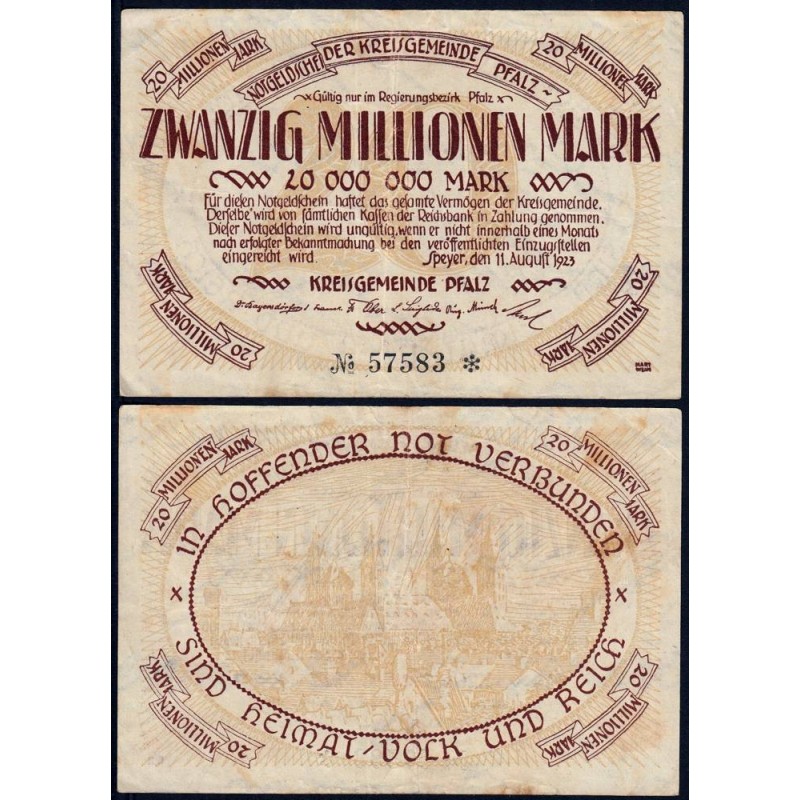 20 MILLIONEN MARK
NOTGELDSCHEIN DER KREISGEMEINDE PFALZ
20 MILLIONEN MARK
Gültig nur im Regierungsbezirk Pfalz
ZWANZIG MILLIONEN MARK
20 000 000 MARK
Für diesen Notgeldschein haftet das gesamte Vermögen der Kreisgemeinde.
Derselbe wird von sämtlichen Kassen der Reichsbank in Zahlung genommen.
Dieser Notgeldschein wird ungültig, wenn er nicht innerhalb eines Monats
nach erfolgter Bekanntmachung bei den veröffentlichten Einzugsstellen
eingereicht wird. Speyer, den 11. August 1923
KREISGEMEINDE PFALZ
20 MILLIONEN MARK
20 MILLIONEN MARK
№ 57583 *
20 MILLIONEN MARK
20 MILLIONEN MARK
IN HOFFENDER NOT VERBUNDEN
SIND HEIMAT/VOLK UND REICH
20 MILLIONEN MARK
20 MILLIONEN MARK